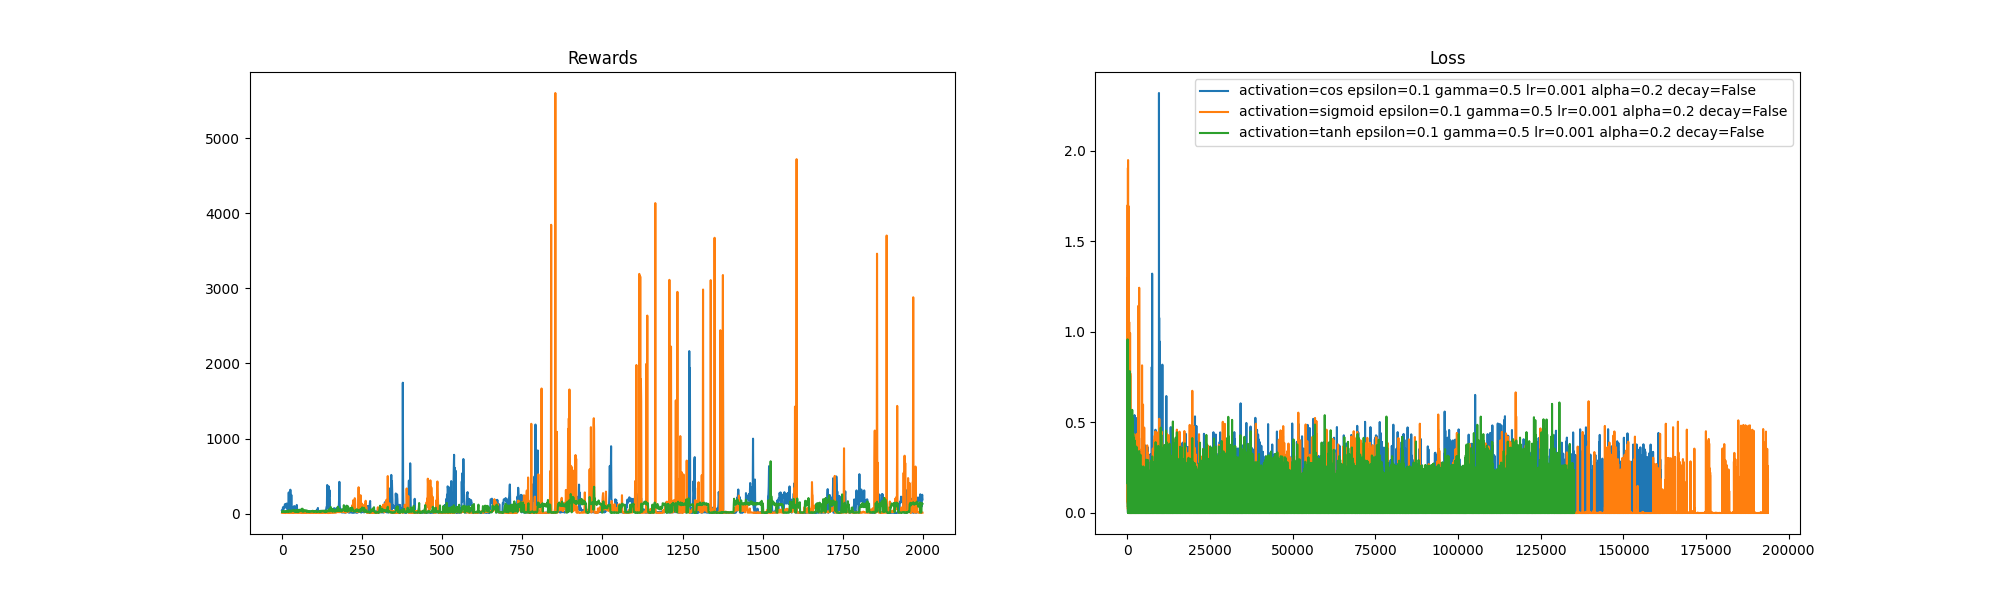 Rewards
5000
4000
3000
2000
1000
0
0 250 500 750 1000 1250 1500 1750 2000
Loss
activation=cos epsilon=0.1 gamma=0.5 lr=0.001 alpha=0.2 decay=False
activation=sigmoid epsilon=0.1 gamma=0.5 lr=0.001 alpha=0.2 decay=False
activation=tanh epsilon=0.1 gamma=0.5 lr=0.001 alpha=0.2 decay=False
2.0
1.5
1.0
0.5
0.0
0 25000 50000 75000 100000 125000 150000 175000 200000